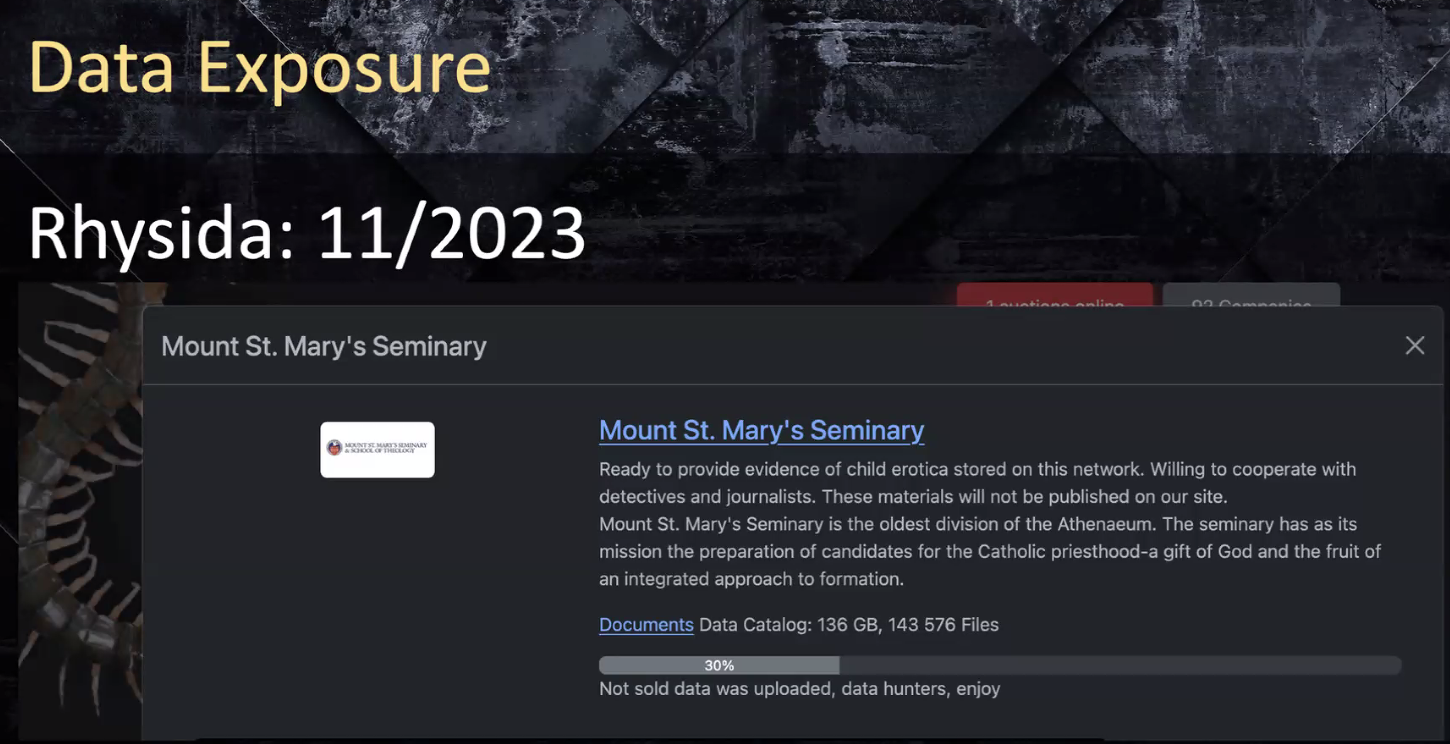 Data Exposure
Rhysida: 11/2023
1 auctions online 92 Companies
Mount St. Mary's Seminary
MOUNT ST. MARY'S SEMINARY
& SCHOOL OF THEOLOGY
Mount St. Mary's Seminary
Ready to provide evidence of child erotica stored on this network. Willing to cooperate with
detectives and journalists. These materials will not be published on our site.
Mount St. Mary's Seminary is the oldest division of the Athenaeum. The seminary has as its
mission the preparation of candidates for the Catholic priesthood-a gift of God and the fruit of
an integrated approach to formation.
Documents Data Catalog: 136 GB, 143 576 Files
30%
Not sold data was uploaded, data hunters, enjoy